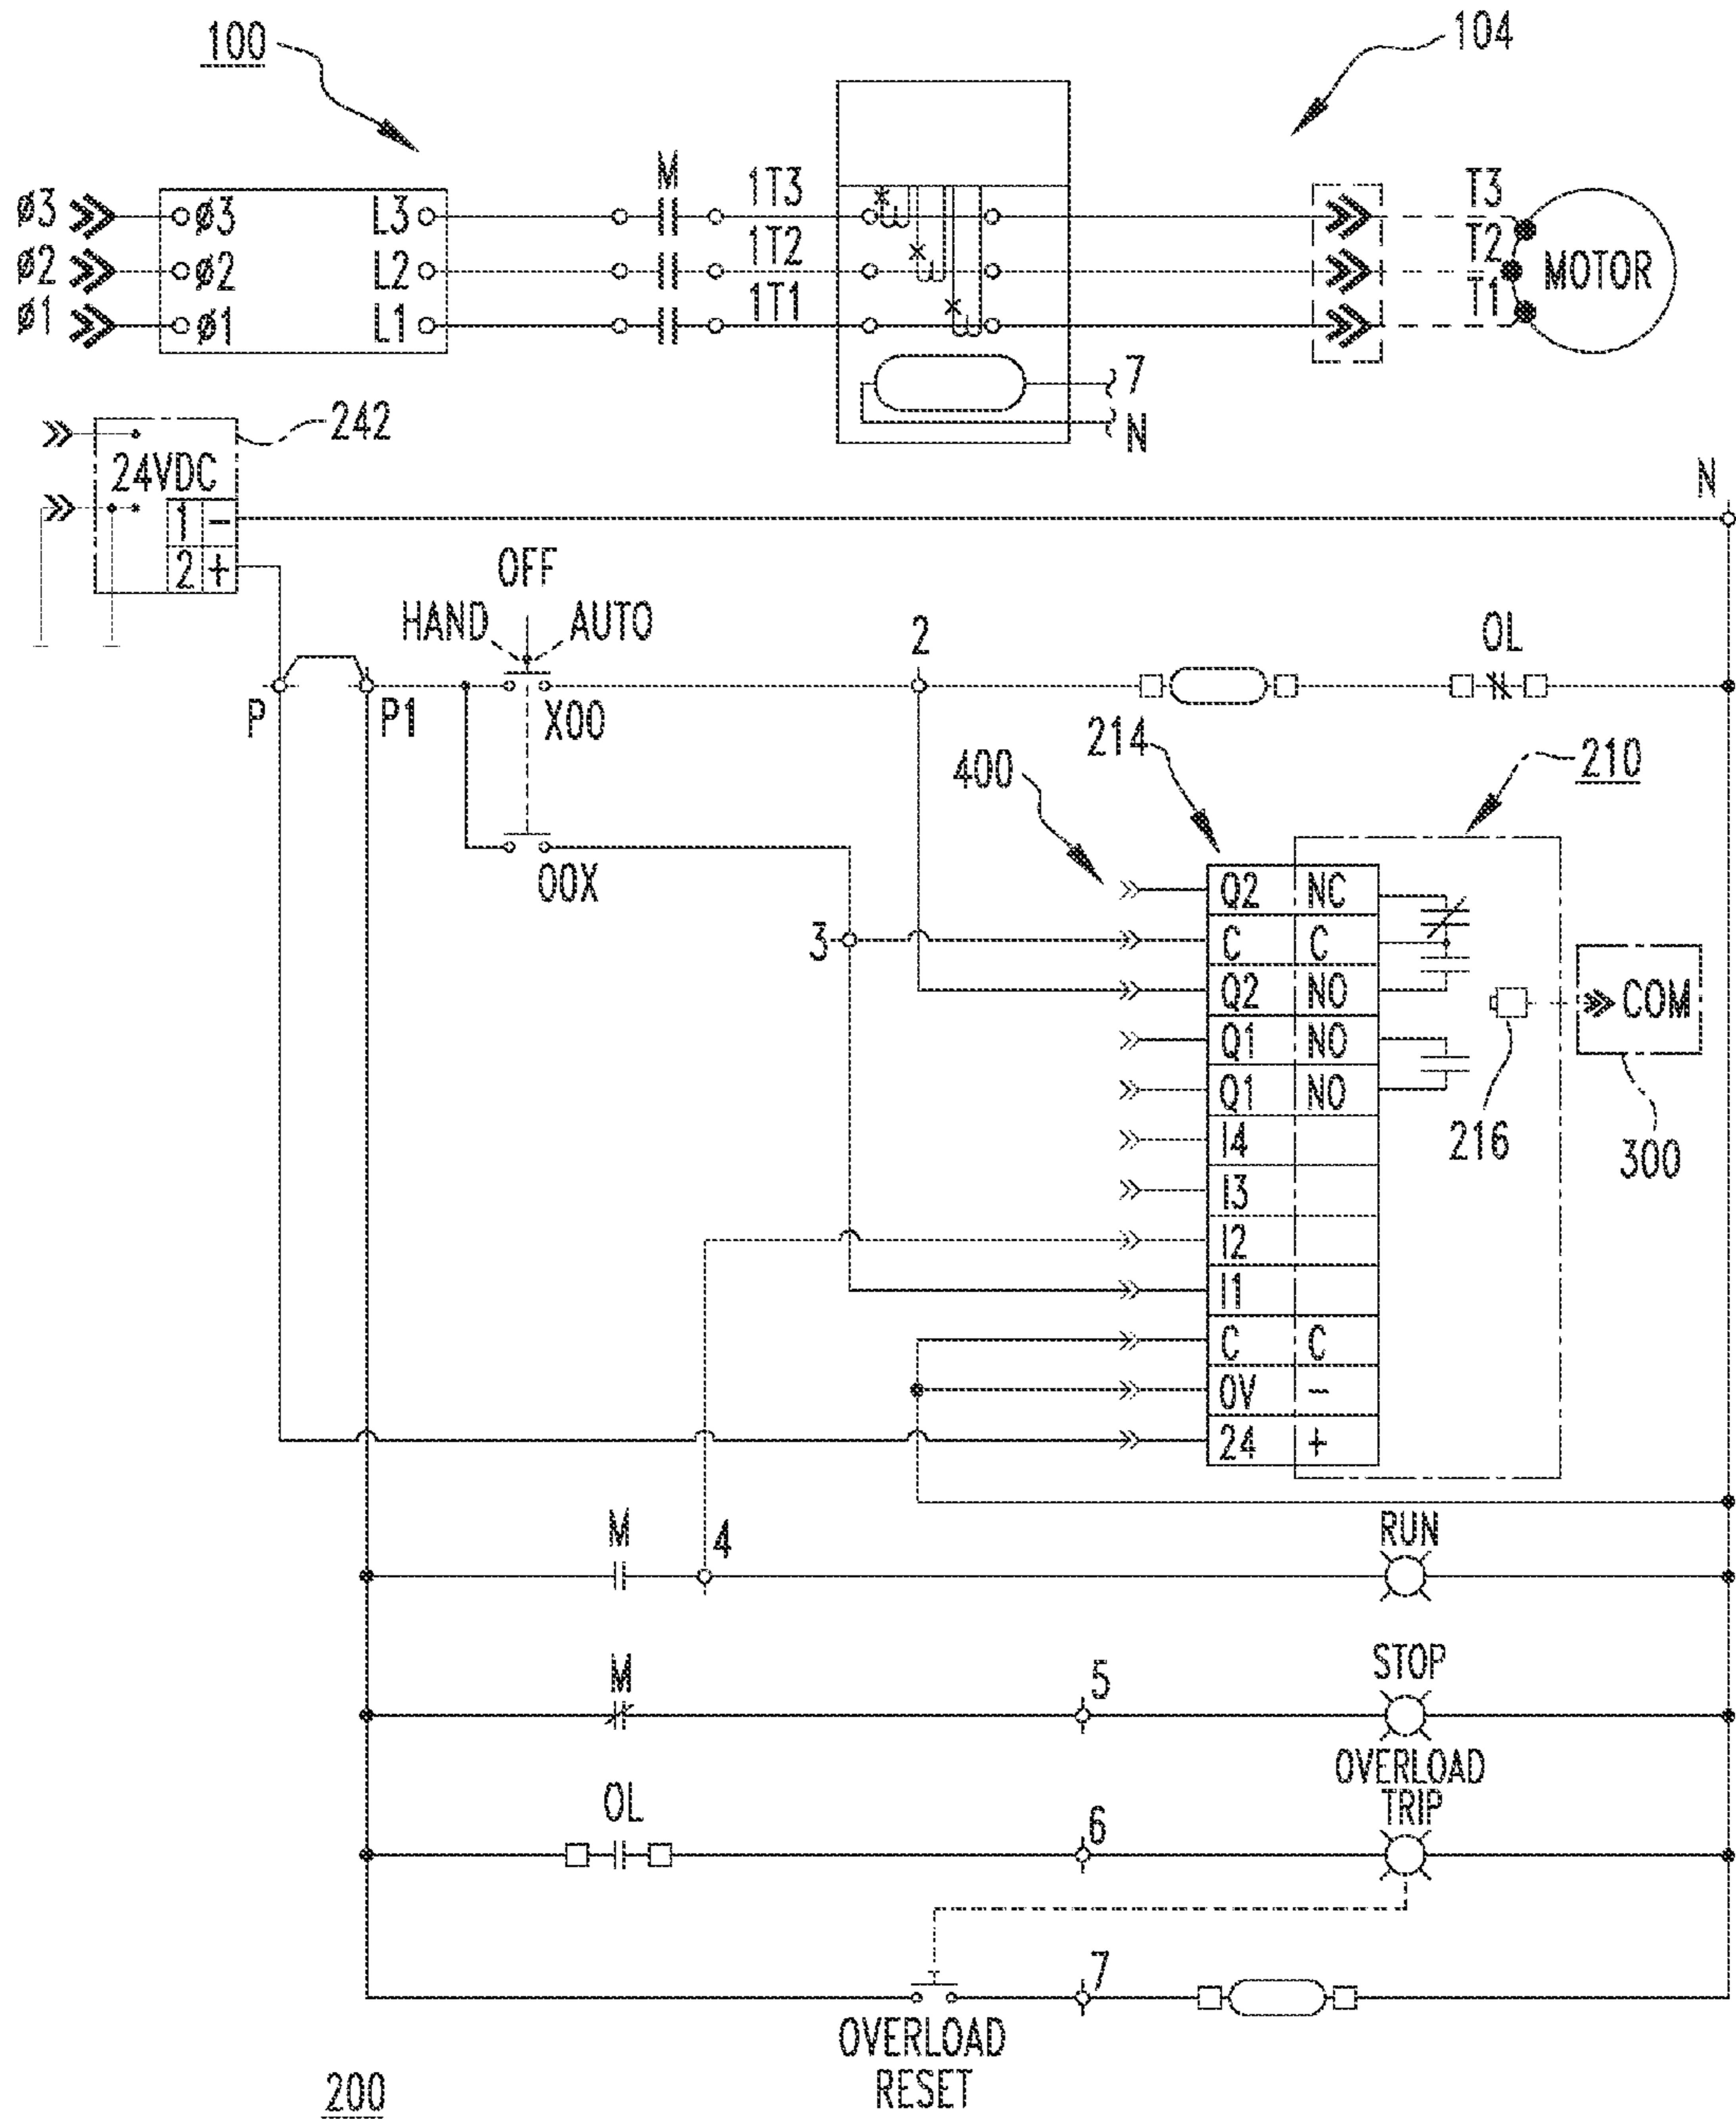 100
104
ø3
ø3
L3
M
1T3
T3
ø2
ø2
L2
1T2
T2
MOTOR
ø1
ø1
L1
1T1
T1
7
N
242
24VDC
1 -
2 +
N
OFF
HAND
AUTO
2
OL
P
P1
X00
214
210
400
00X
3
Q2 NC
C C
Q2 NO
Q1 NO
Q1 NO
I4
I3
I2
I1
C C
0V -
24 +
COM
216
300
M
4
RUN
M
5
STOP
OL
6
OVERLOAD
TRIP
7
OVERLOAD
RESET
200